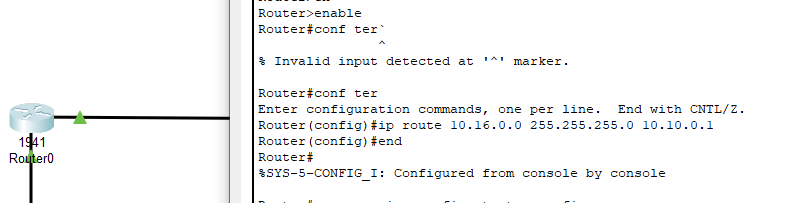 Router>enable
Router#conf ter`
^
% Invalid input detected at '^' marker.
Router#conf ter
Enter configuration commands, one per line. End with CNTL/Z.
Router(config)#ip route 10.16.0.0 255.255.255.0 10.10.0.1
Router(config)#end
Router#
%SYS-5-CONFIG_I: Configured from console by console
1941
Router0